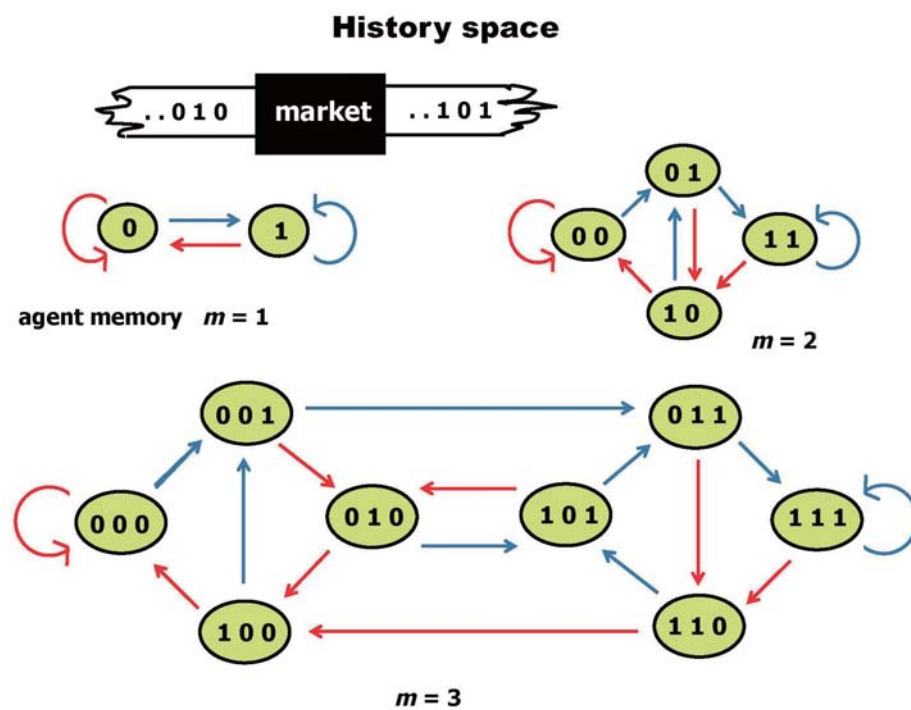 History space
..010 market ..101
0 1
agent memory m = 1
01
00 11
10
m = 2
001 011
000 010 101 111
100 110
m = 3